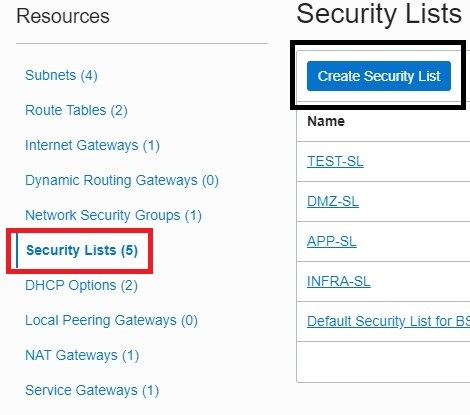 Resources
Subnets (4)
Route Tables (2)
Internet Gateways (1)
Dynamic Routing Gateways (0)
Network Security Groups (1)
Security Lists (5)
DHCP Options (2)
Local Peering Gateways (0)
NAT Gateways (1)
Service Gateways (1)
Security Lists
Create Security List
Name
TEST-SL
DMZ-SL
APP-SL
INFRA-SL
Default Security List for BS